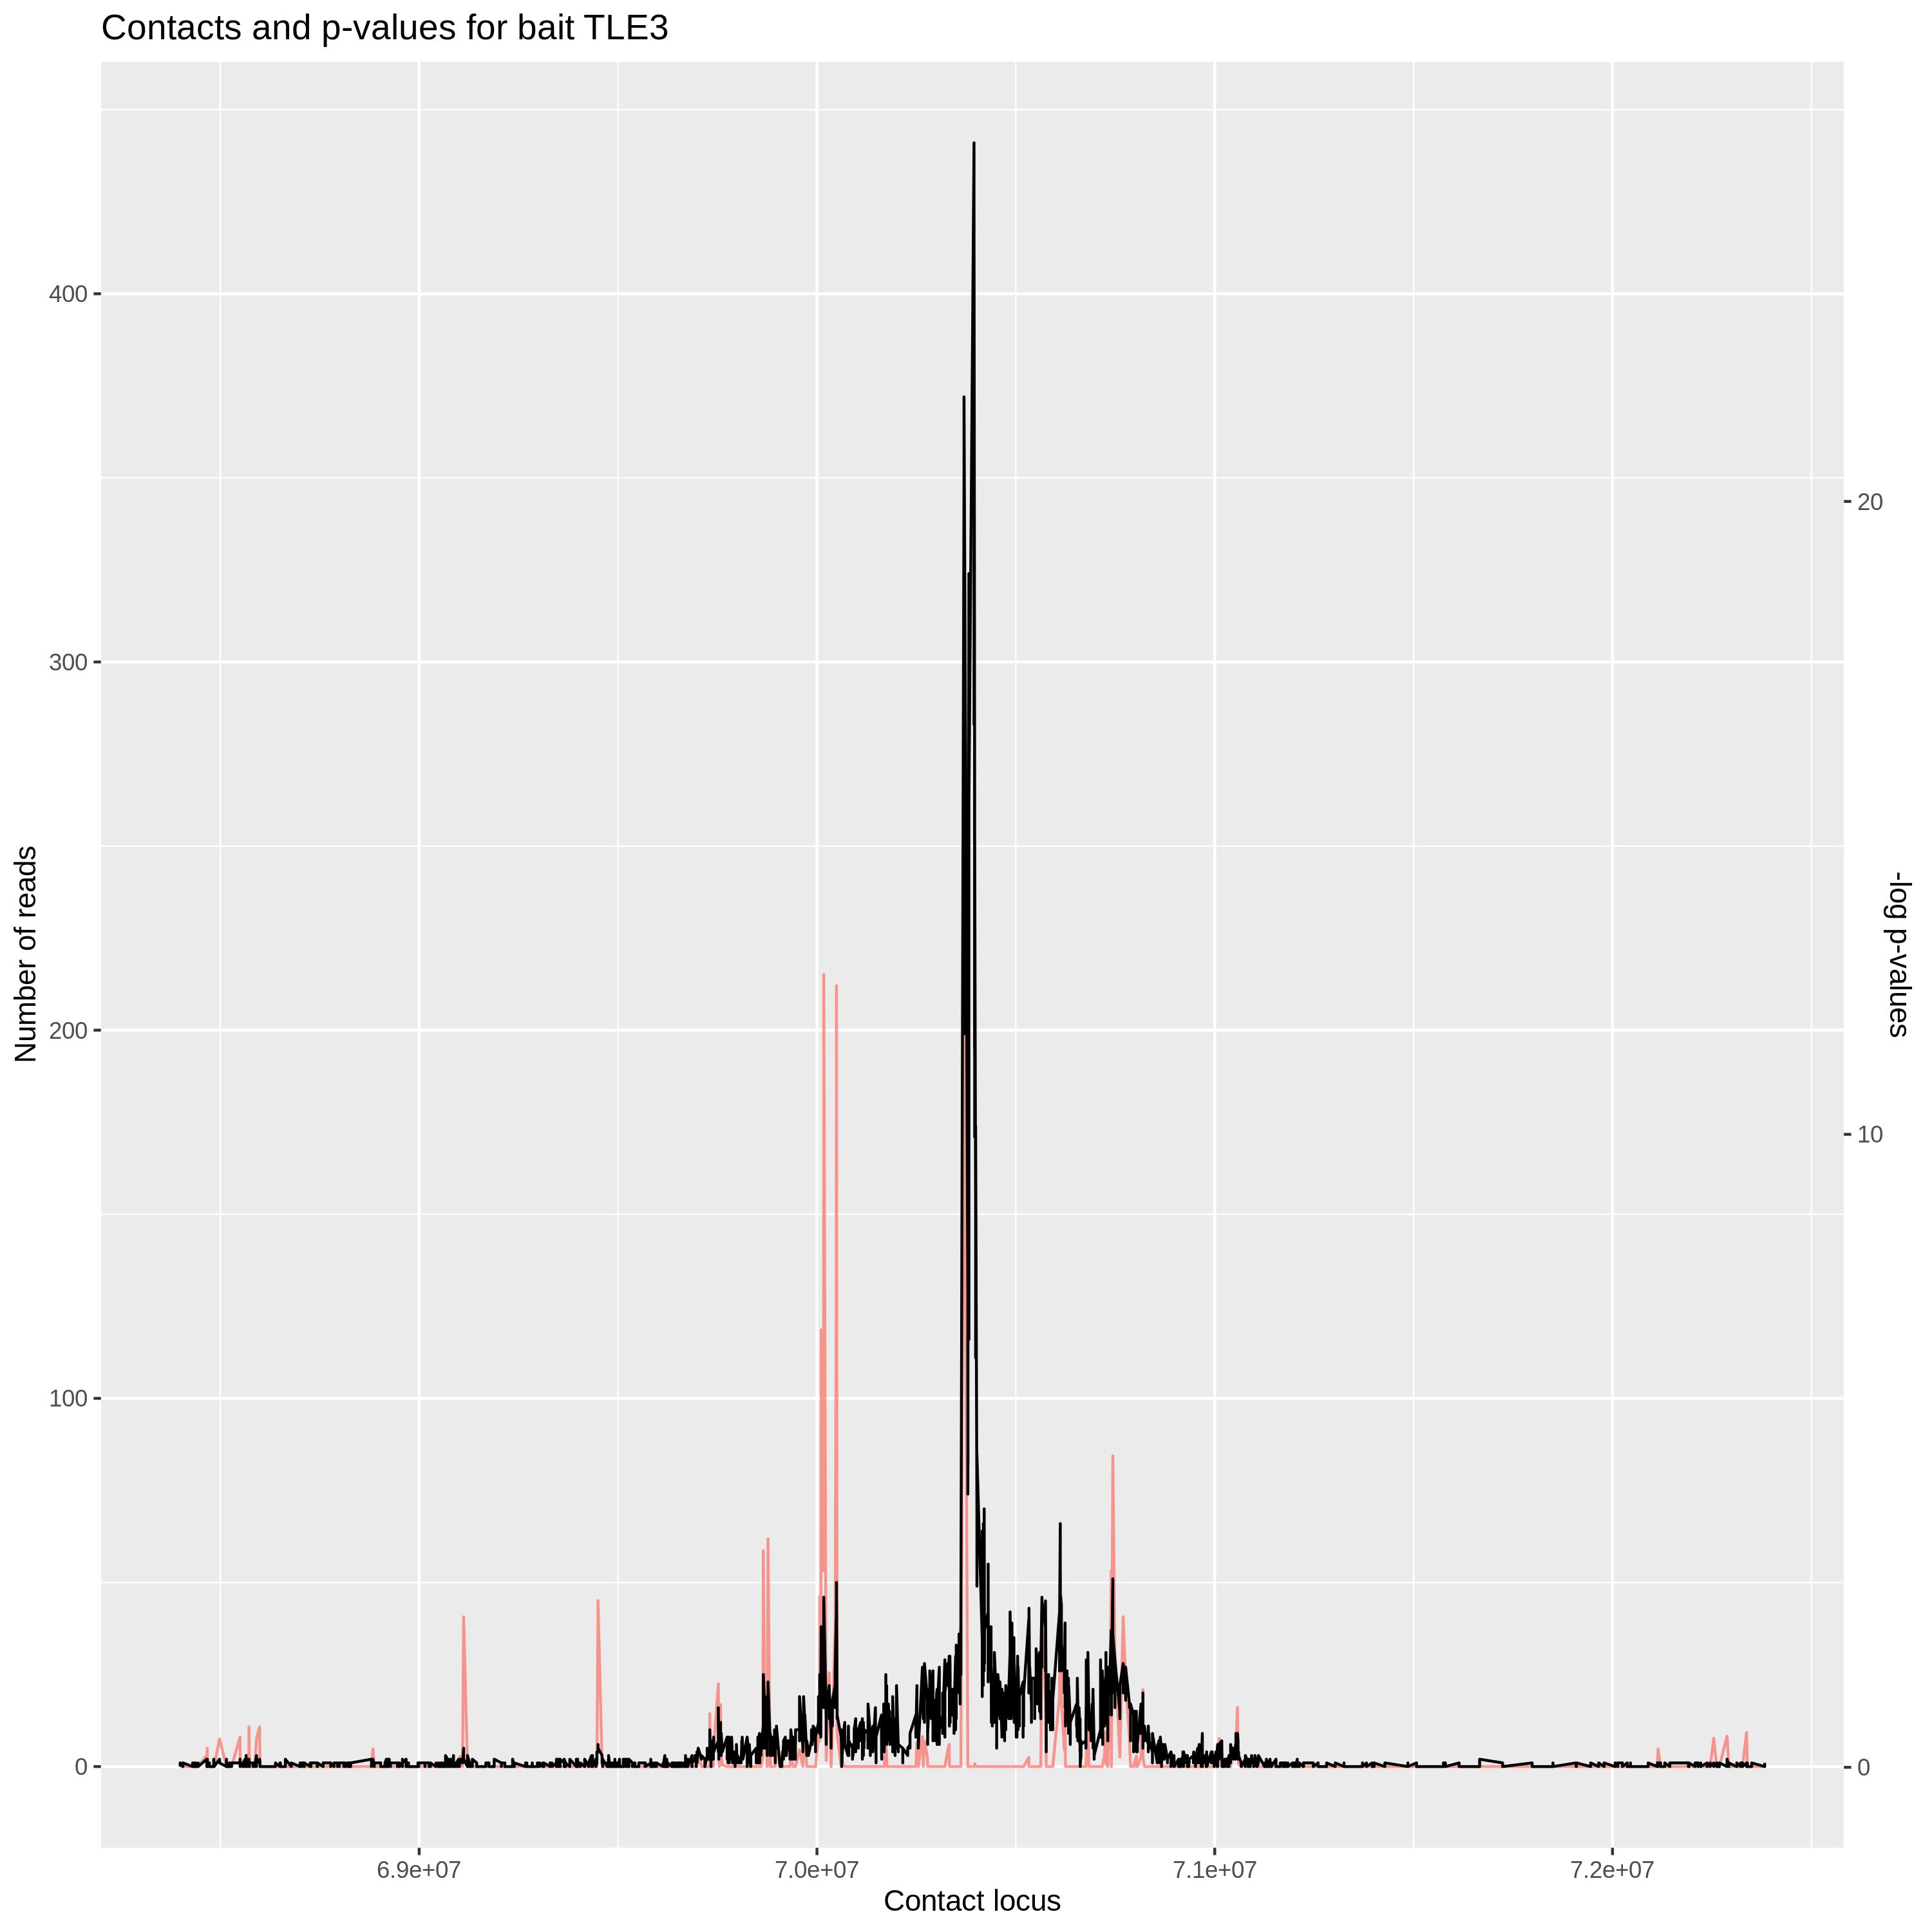 Contacts and p-values for bait TLE3
400
300
200
100
0
Number of reads
20
10
0
-log p-values
6.9e+07
7.0e+07
7.1e+07
7.2e+07
Contact locus